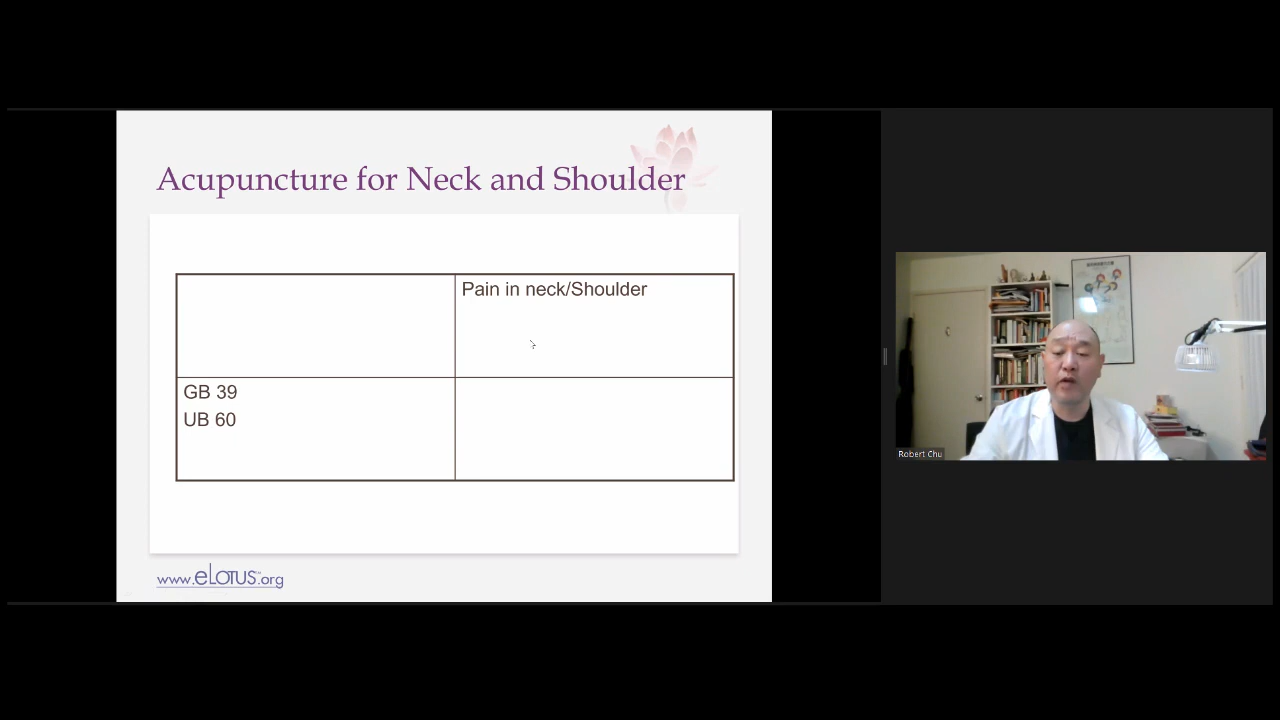 Acupuncture for Neck and Shoulder
Pain in neck/Shoulder
GB 39
UB 60
www.eLOTUS.org
Robert Chu